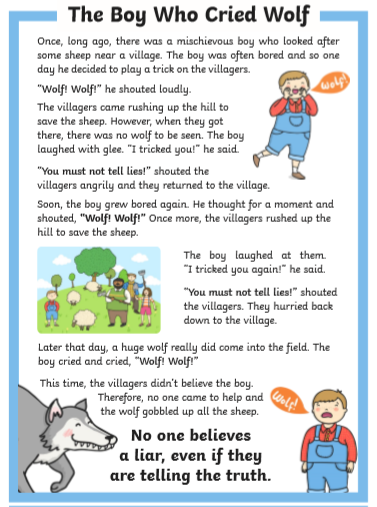 The Boy Who Cried Wolf
Once, long ago, there was a mischievous boy who looked after
some sheep near a village. The boy was often bored and so one
day he decided to play a trick on the villagers.
"Wolf! Wolf!" he shouted loudly.
Wolf!
The villagers came rushing up the hill to
save the sheep. However, when they got
there, there was no wolf to be seen. The boy
laughed with glee. "I tricked you!" he said.
"You must not tell lies!" shouted the
villagers angrily and they returned to the village.
Soon, the boy grew bored again. He thought for a moment and
shouted, "Wolf! Wolf!" Once more, the villagers rushed up the
hill to save the sheep.
The boy laughed at them.
"I tricked you again!" he said.
"You must not tell lies!" shouted
the villagers. They hurried back
down to the village.
Later that day, a huge wolf really did come into the field. The
boy cried and cried, "Wolf! Wolf!"
This time, the villagers didn't believe the boy.
Therefore, no one came to help and
the wolf gobbled up all the sheep.
Wolf!
No one believes
a liar, even if they
are telling the truth.